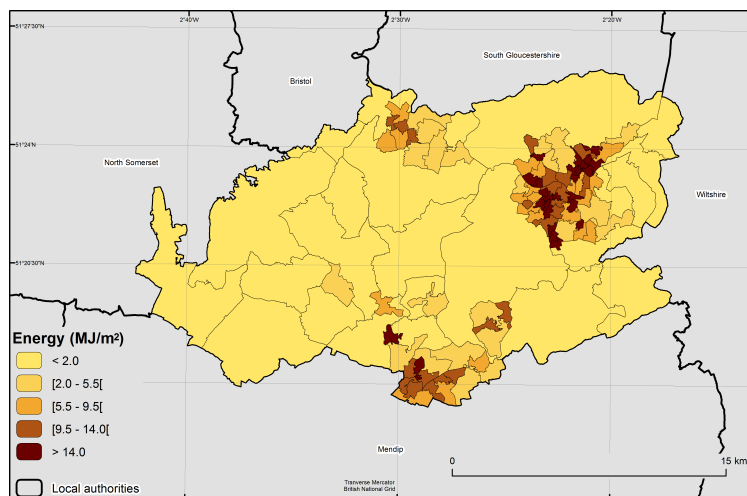 2°40'W
2°30'W
2°20'W
51°27'30"N
South Gloucestershire
Bristol
51°24'N
North Somerset
Wiltshire
51°20'30"N
Energy (MJ/m²)
< 2.0
[2.0 - 5.5[
[5.5 - 9.5[
[9.5 - 14.0[
> 14.0
Mendip
Local authorities
Tranverse Mercator
British National Grid
0
15 km